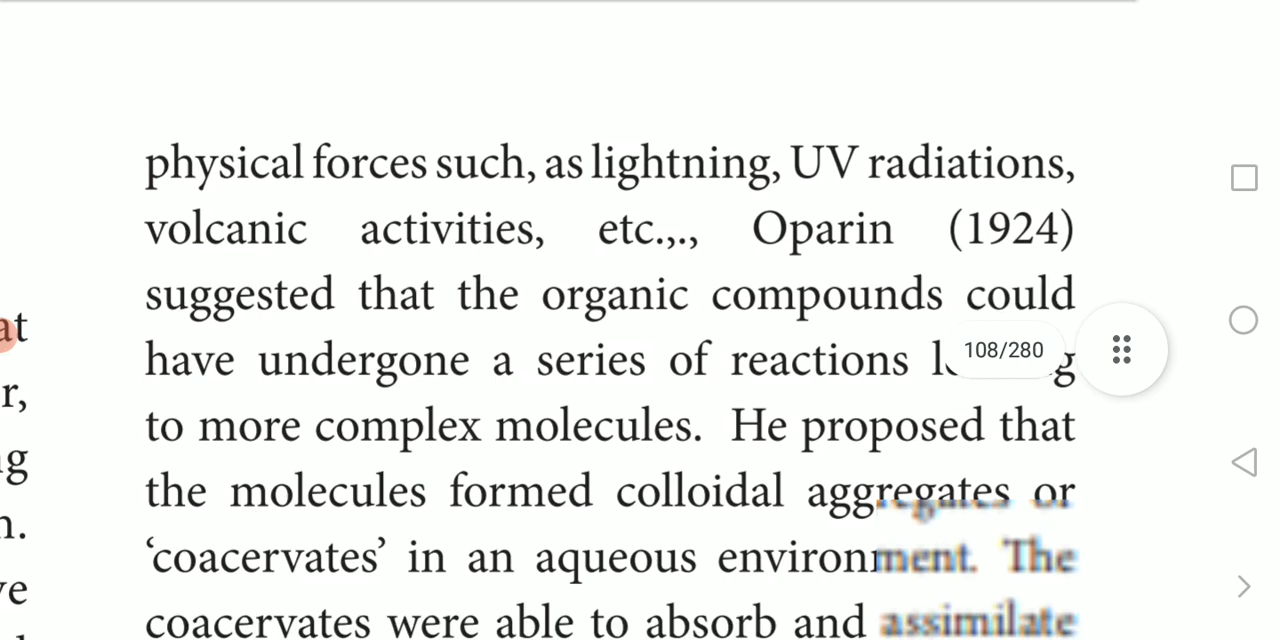 physical forces such, as lightning, UV radiations,
volcanic activities, etc.,., Oparin (1924)
suggested that the organic compounds could
at
have undergone a series of reactions
108/280
r,
to more complex molecules. He proposed that
the molecules formed colloidal aggregates or
n.
‘coacervates’ in an aqueous environment. The
coacervates were able to absorb and assimilate